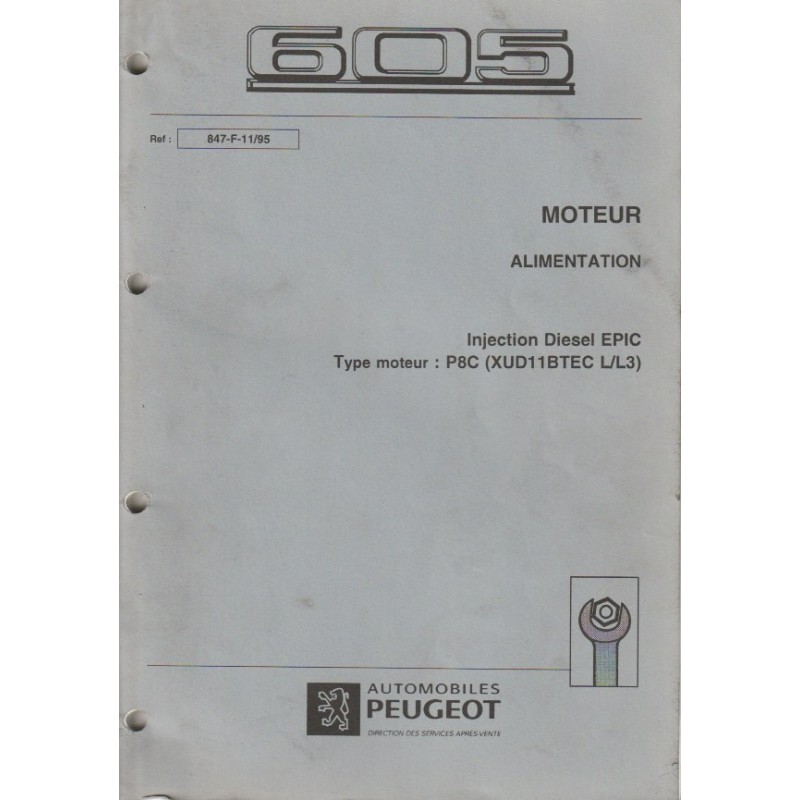 605
Ref : 847-F-11/95
MOTEUR
ALIMENTATION
Injection Diesel EPIC
Type moteur : P8C (XUD11BTEC L/L3)
AUTOMOBILES
PEUGEOT
DIRECTION DES SERVICES APRÈS-VENTE